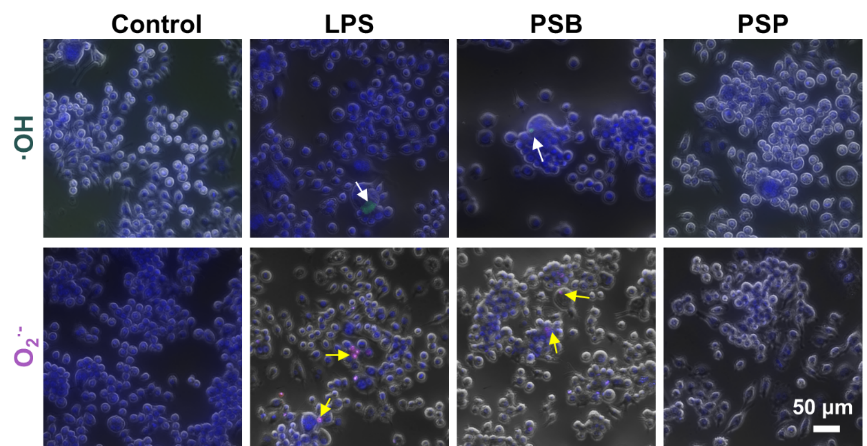 Control LPS PSB PSP
·OH
O₂·⁻
50 µm